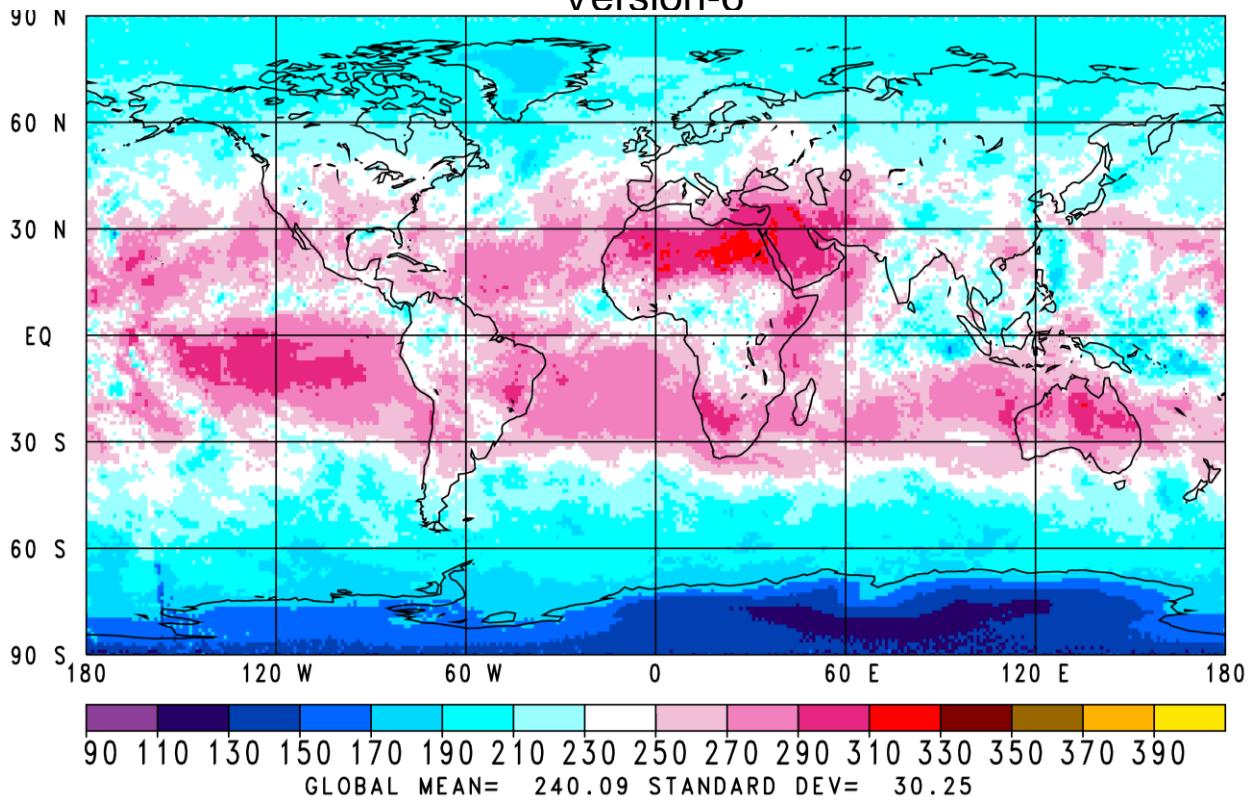 Version-6
90 N
60 N
30 N
EQ
30 S
60 S
90 S
180 120 W 60 W 0 60 E 120 E 180
90 110 130 150 170 190 210 230 250 270 290 310 330 350 370 390
GLOBAL MEAN= 240.09 STANDARD DEV= 30.25